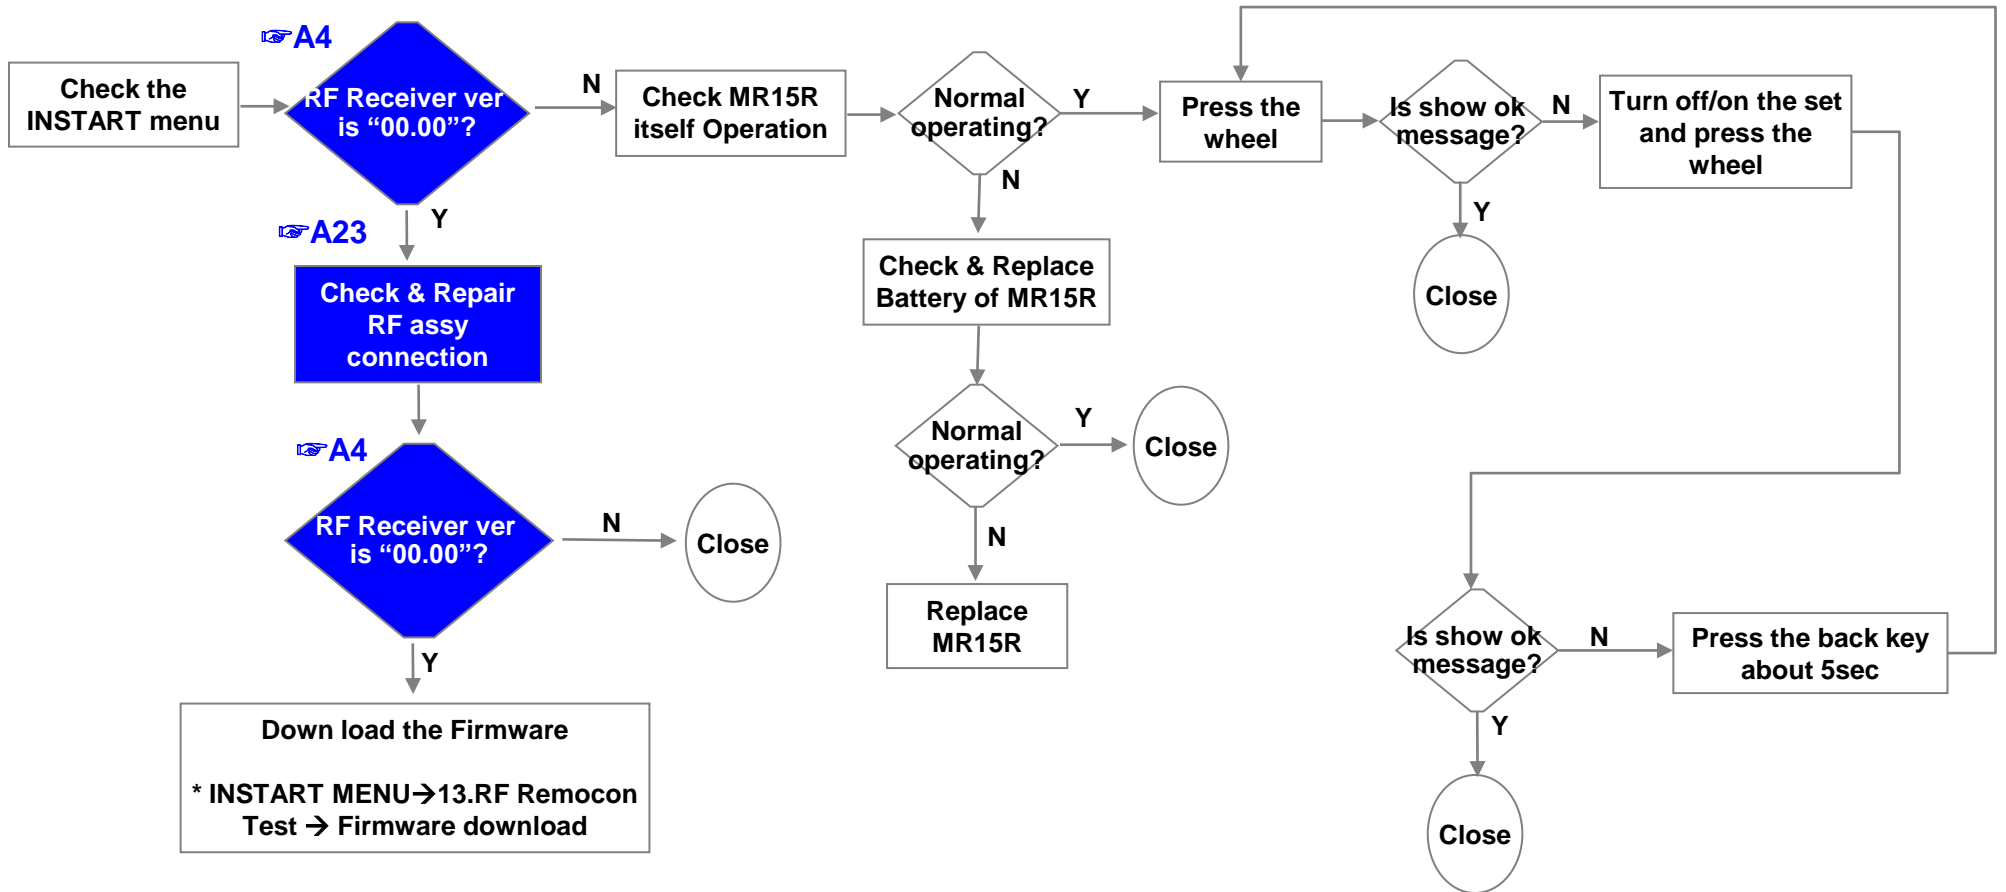 ☞A4
Check the
INSTART menu
RF Receiver ver
is “00.00”?
N
Check MR15R
itself Operation
Normal
operating?
Y
Press the
wheel
Is show ok
message?
N
Turn off/on the set
and press the
wheel
Y
☞A23
Check & Repair
RF assy
connection
N
Check & Replace
Battery of MR15R
Y
Close
☞A4
RF Receiver ver
is “00.00”?
N
Close
Normal
operating?
Y
Close
N
Replace
MR15R
Is show ok
message?
N
Press the back key
about 5sec
Y
Down load the Firmware
* INSTART MENU→13.RF Remocon
Test → Firmware download
Y
Close